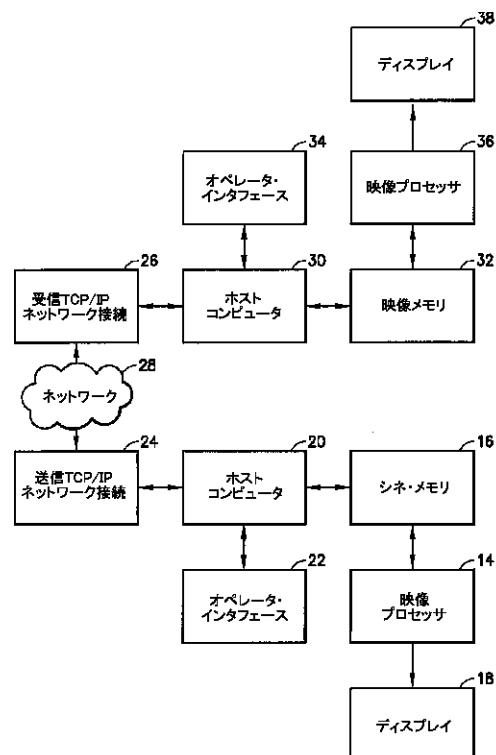 38
ディスプレイ
34
36
オペレータ・
インタフェース
映像プロセッサ
26
30
32
受信TCP/IP
ネットワーク接続
ホスト
コンピュータ
映像メモリ
28
ネットワーク
24
20
16
送信TCP/IP
ネットワーク接続
ホスト
コンピュータ
シネ・メモリ
22
14
オペレータ・
インタフェース
映像
プロセッサ
18
ディスプレイ